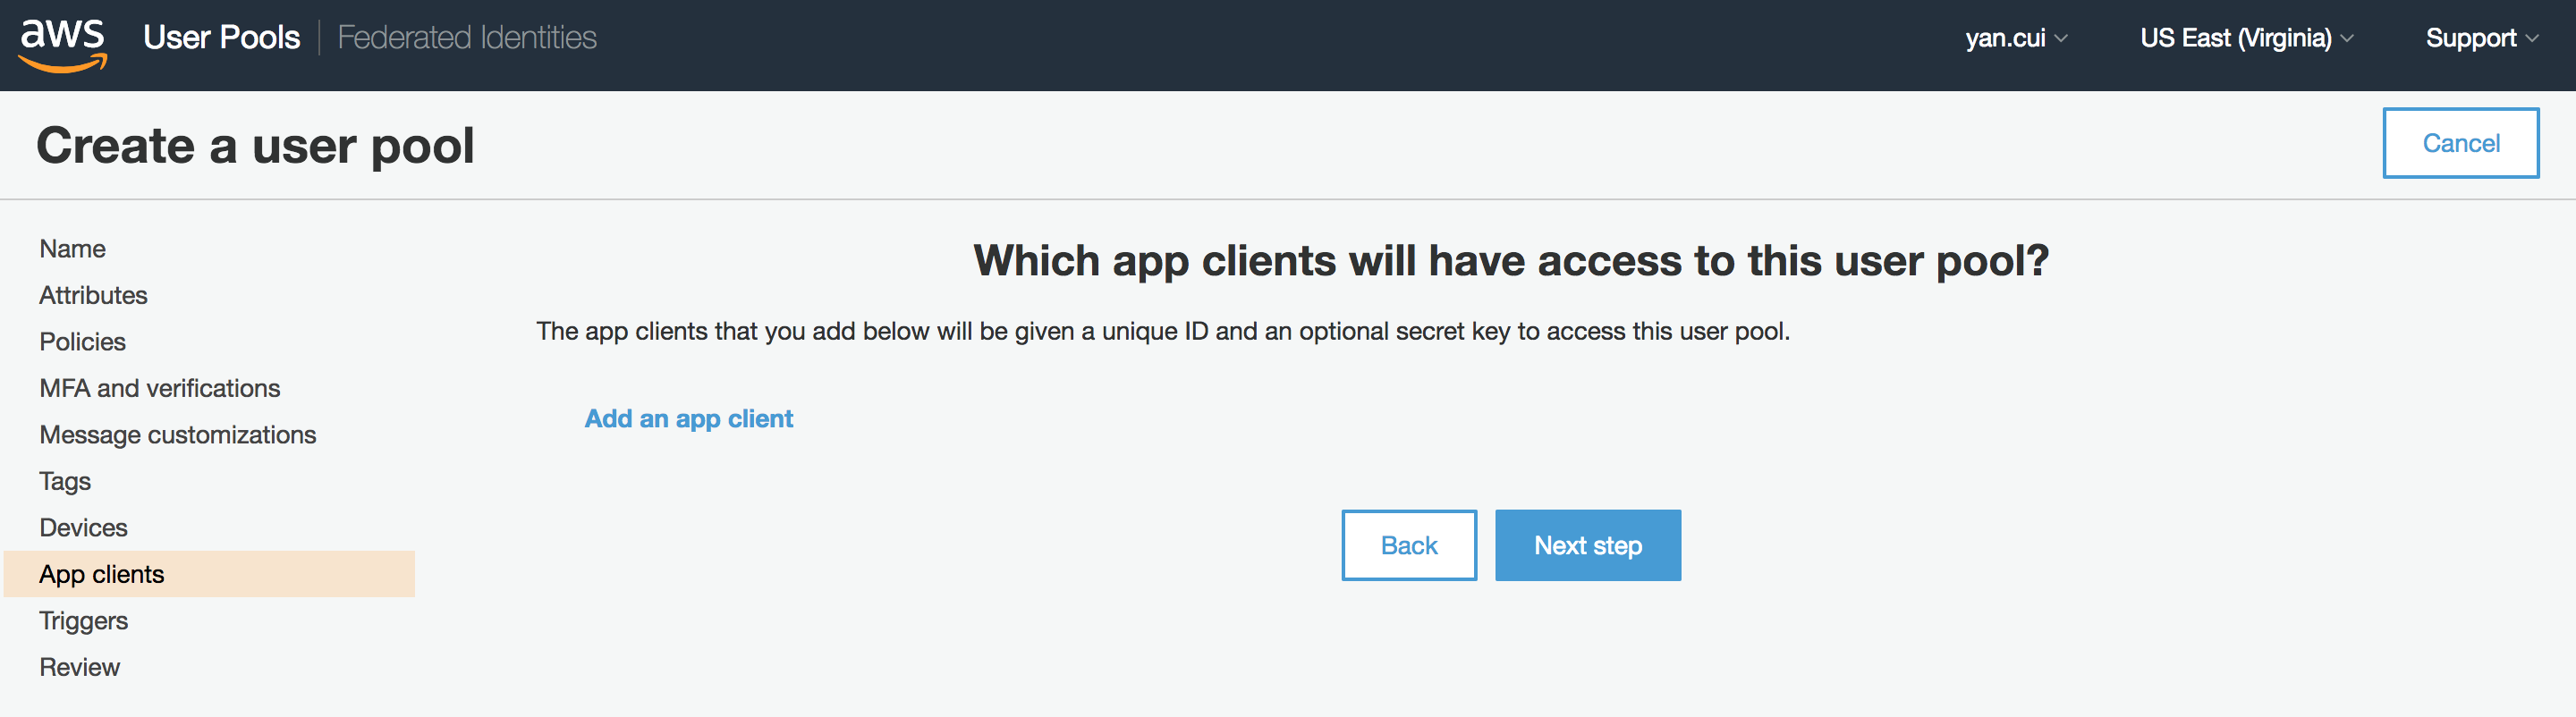 aws User Pools Federated Identities yan.cui US East (Virginia) Support
Create a user pool Cancel
Name
Attributes
Policies
MFA and verifications
Message customizations
Tags
Devices
App clients
Triggers
Review
Which app clients will have access to this user pool?
The app clients that you add below will be given a unique ID and an optional secret key to access this user pool.
Add an app client
Back Next step